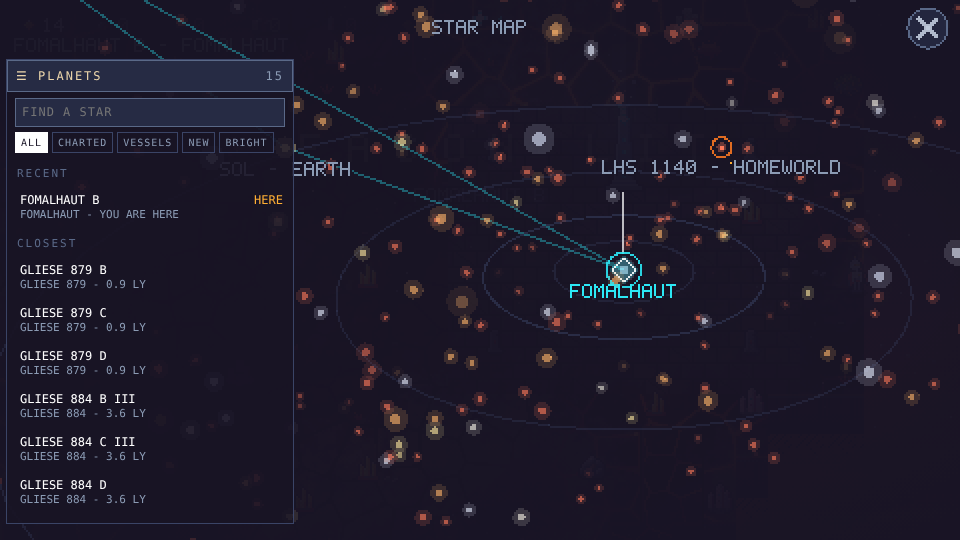 STAR MAP
FOMALHAUT B FOMALHAUT
☰ PLANETS 15
FIND A STAR
ALL CHARTED VESSELS NEW BRIGHT
SOL - EARTH
LHS 1140 - HOMEWORLD
RECENT
FOMALHAUT B HERE
FOMALHAUT - YOU ARE HERE
CLOSEST
GLIESE 879 B
GLIESE 879 - 0.9 LY
GLIESE 879 C
GLIESE 879 - 0.9 LY
GLIESE 879 D
GLIESE 879 - 0.9 LY
GLIESE 884 B III
GLIESE 884 - 3.6 LY
GLIESE 884 C III
GLIESE 884 - 3.6 LY
GLIESE 884 D
GLIESE 884 - 3.6 LY
FOMALHAUT